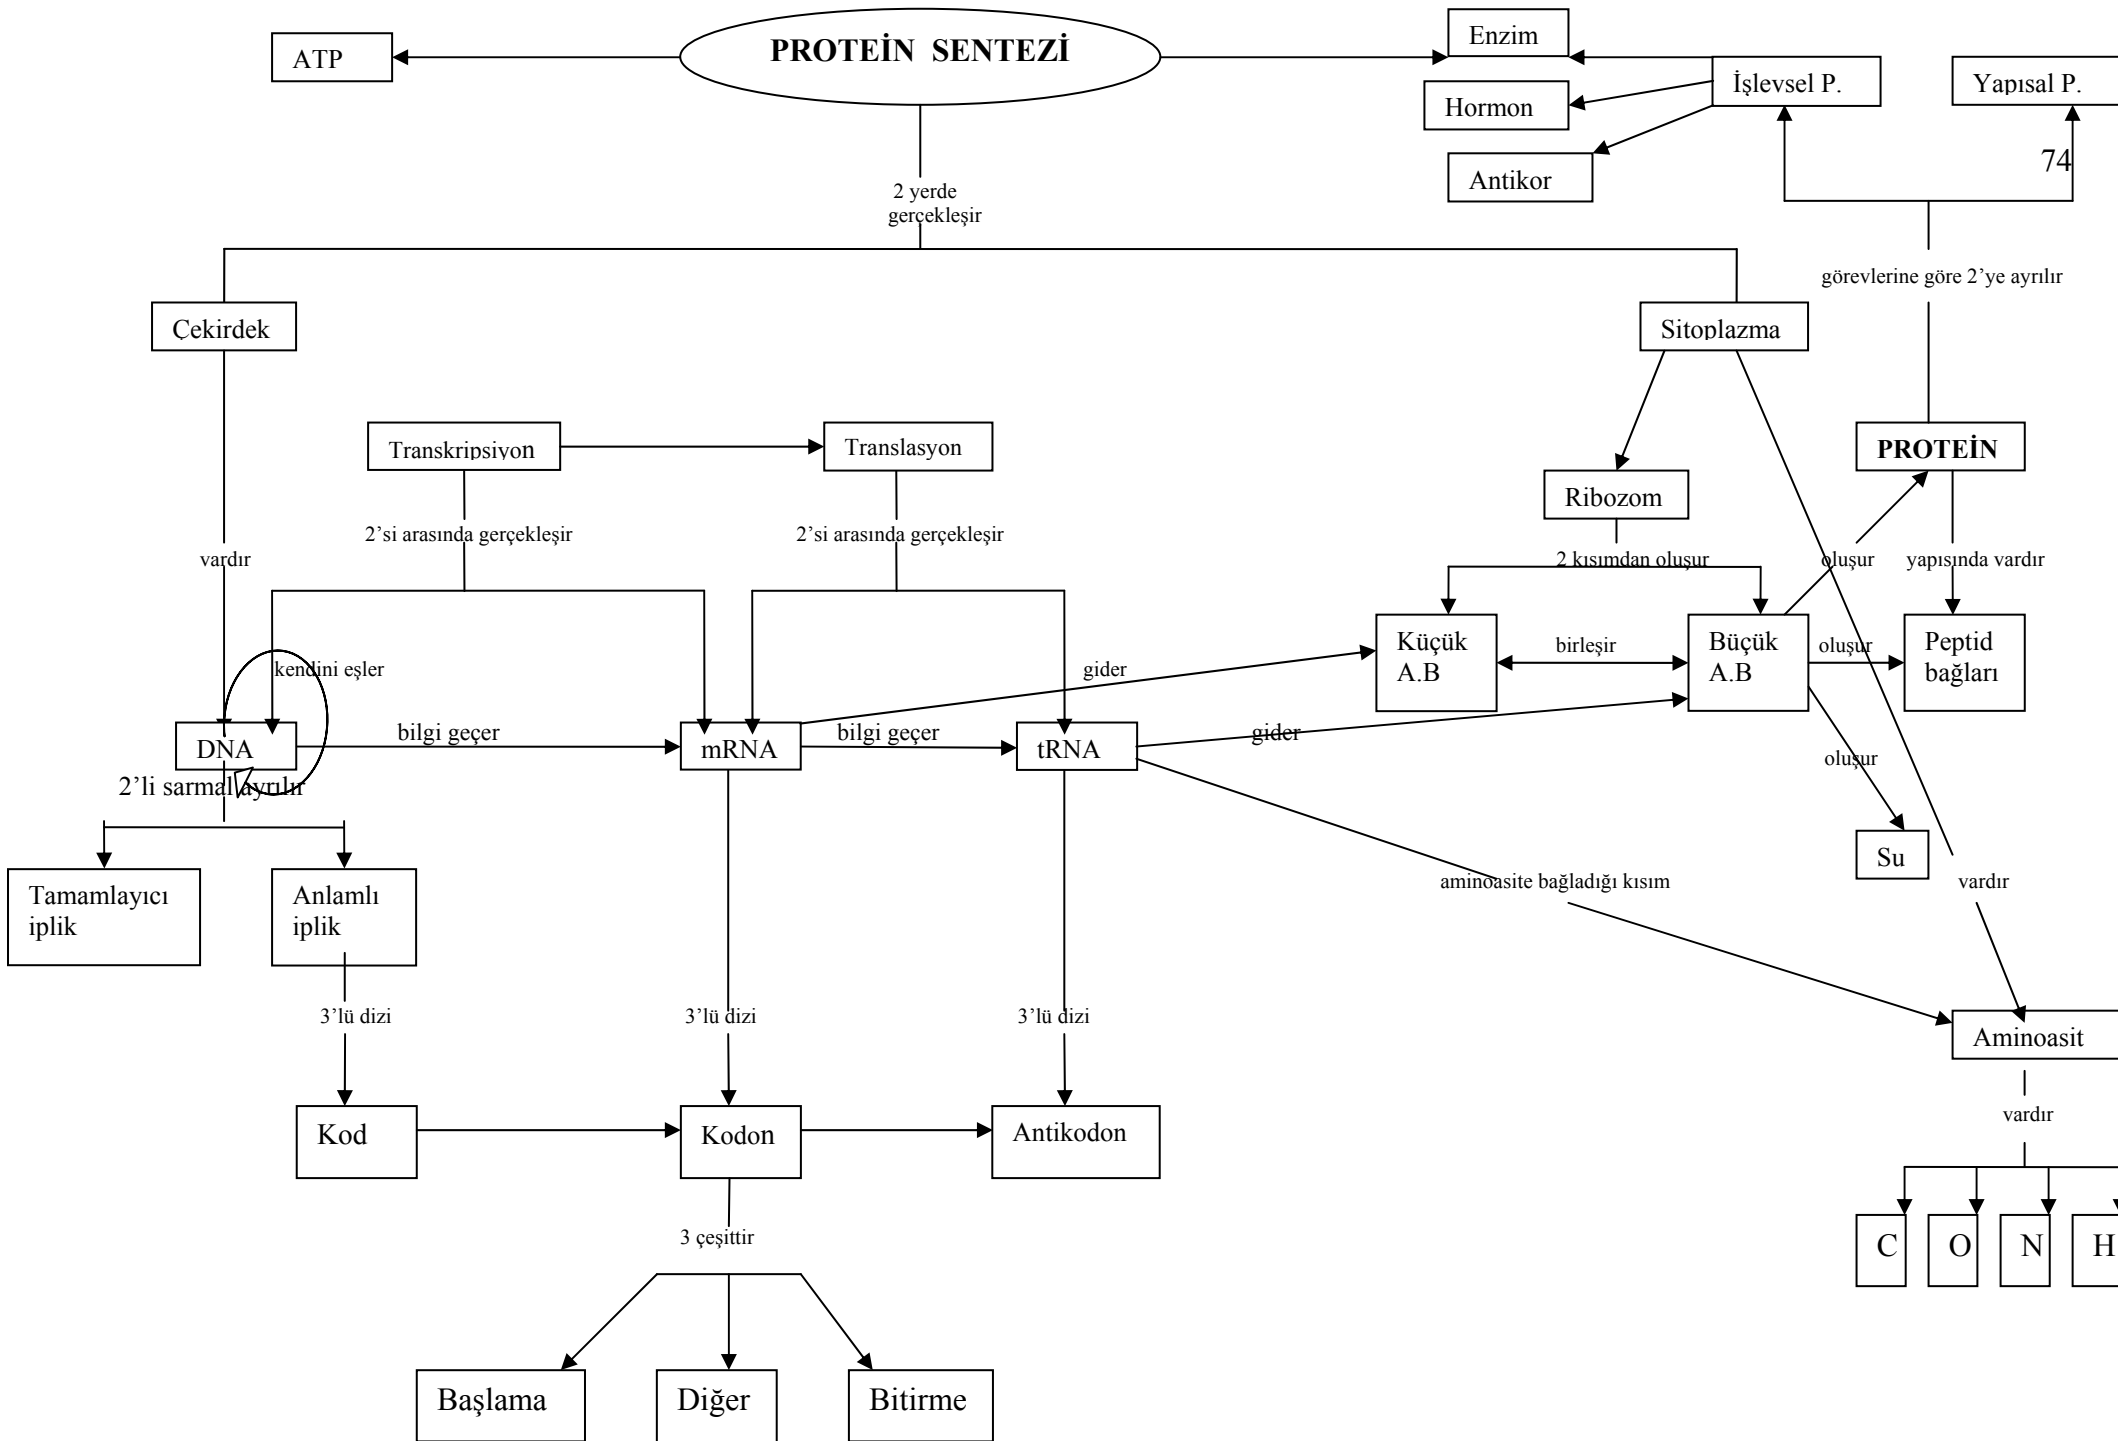 PROTEİN SENTEZİ
ATP
Enzim
Hormon
Antikor
İşlevsel P.
Yapısal P.
74
2 yerde
gerçekleşir
görevlerine göre 2’ye ayrılır
Çekirdek
Sitoplazma
Transkripsiyon
Translasyon
PROTEİN
Ribozom
2’si arasında gerçekleşir
2’si arasında gerçekleşir
vardır
2 kısımdan oluşur
oluşur
yapısında vardır
kendini eşler
Küçük
A.B
birleşir
Büçük
A.B
oluşur
Peptid
bağları
gider
DNA
bilgi geçer
mRNA
bilgi geçer
tRNA
gider
oluşur
2’li sarmal ayrılır
Su
Tamamlayıcı
iplik
Anlamlı
iplik
aminoasite bağladığı kısım
vardır
3’lü dizi
3’lü dizi
3’lü dizi
Aminoasit
Kod
Kodon
Antikodon
vardır
3 çeşittir
C
O
N
H
Başlama
Diğer
Bitirme